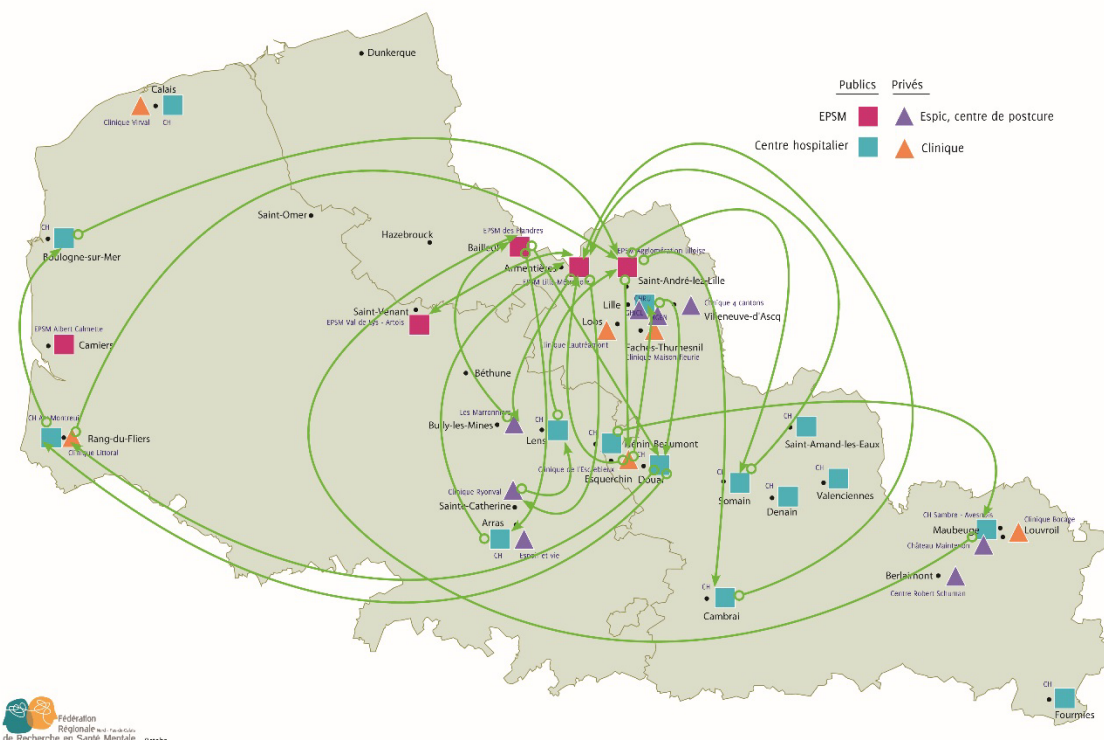 Dunkerque
Calais
Clinique Virval
CH
Publics
Privés
EPSM
Espic, centre de postcure
Centre hospitalier
Clinique
Saint-Omer
Hazebrouck
EPSM des Flandres
Bailleul
Armentières
EPSM Lille Métropole
EPSM Agglomération lilloise
Saint-André-lez-Lille
CH
Boulogne-sur-Mer
Lille
Clinique 4 cantons
Villeneuve-d'Ascq
Loos
Clinique Lautréamont
Faches-Thumesnil
Clinique Maison fleurie
Saint-Venant
EPSM Val de Lys - Artois
EPSM Albert Calmette
Camiers
Béthune
Les Marronniers
Bully-les-Mines
CH
Lens
CH
Hénin-Beaumont
CH
Saint-Amand-les-Eaux
Rang-du-Fliers
Clinique Littoral
Esquerchin
CH
Douai
CH
Somain
CH
Denain
CH
Valenciennes
Clinique Ryonval
Sainte-Catherine
Arras
CH
Espoir et vie
CH Sambre - Avesnois
Maubeuge
Clinique Bocage
Louvroil
Château Maintenon
Berlaimont
Centre Robert Schuman
CH
Cambrai
CH
Fourmies
Fédération
Régionale Nord - Pas-de-Calais
de Recherche en Santé Mentale